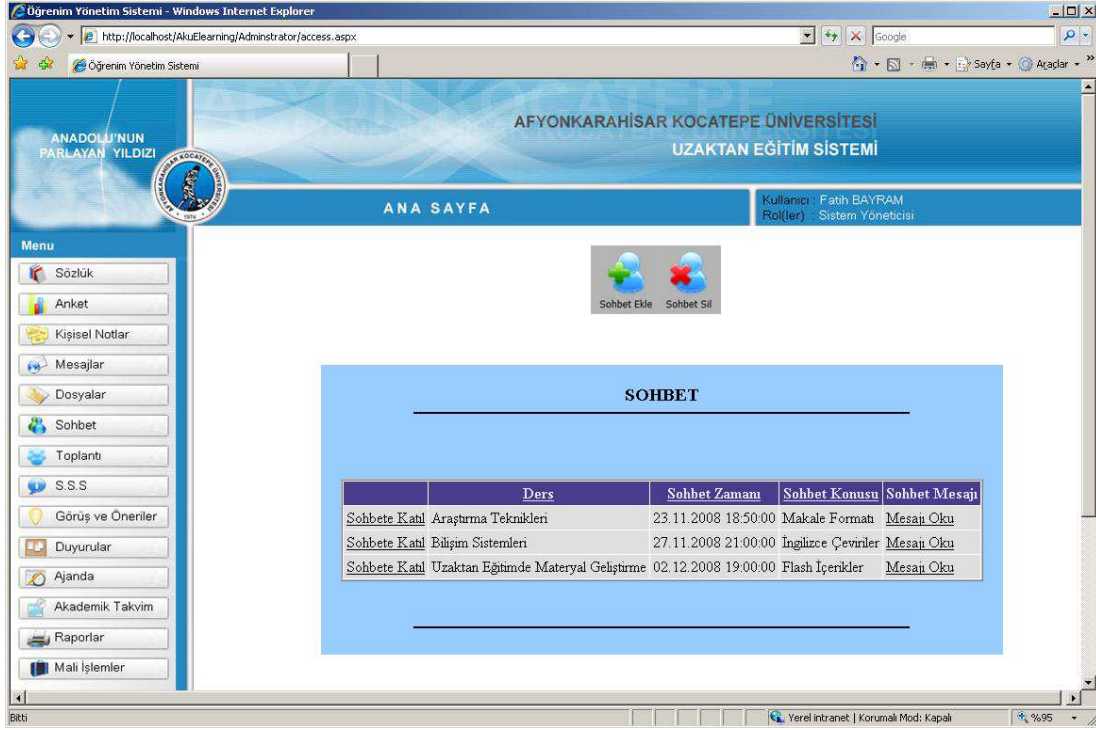 Öğrenim Yönetim Sistemi - Windows Internet Explorer
http://localhost/AkuElearning/Adminstrator/access.aspx
Google
Öğrenim Yönetim Sistemi
Sayfa
Araçlar
ANADOLU'NUN
PARLAYAN YILDIZI
AFYON KOCATEPE
AFYONKARAHİSAR KOCATEPE ÜNİVERSİTESİ
UZAKTAN EĞİTİM SİSTEMİ
ANA SAYFA
Kullanıcı : Fatih BAYRAM
Rol(ler) : Sistem Yöneticisi
Menu
Sözlük
Anket
Kişisel Notlar
Mesajlar
Dosyalar
Sohbet
Toplantı
S.S.S
Görüş ve Öneriler
Duyurular
Ajanda
Akademik Takvim
Raporlar
Mali İşlemler
Sohbet Ekle Sohbet Sil
SOHBET
Ders Sohbet Zamanı Sohbet Konusu Sohbet Mesajı
Sohbete Katıl Araştırma Teknikleri 23.11.2008 18:50:00 Makale Formatı Mesajı Oku
Sohbete Katıl Bilişim Sistemleri 27.11.2008 21:00:00 İngilizce Çeviriler Mesajı Oku
Sohbete Katıl Uzaktan Eğitimde Materyal Geliştirme 02.12.2008 19:00:00 Flash İçerikler Mesajı Oku
Bitti
Yerel intranet | Korumalı Mod: Kapalı
%95